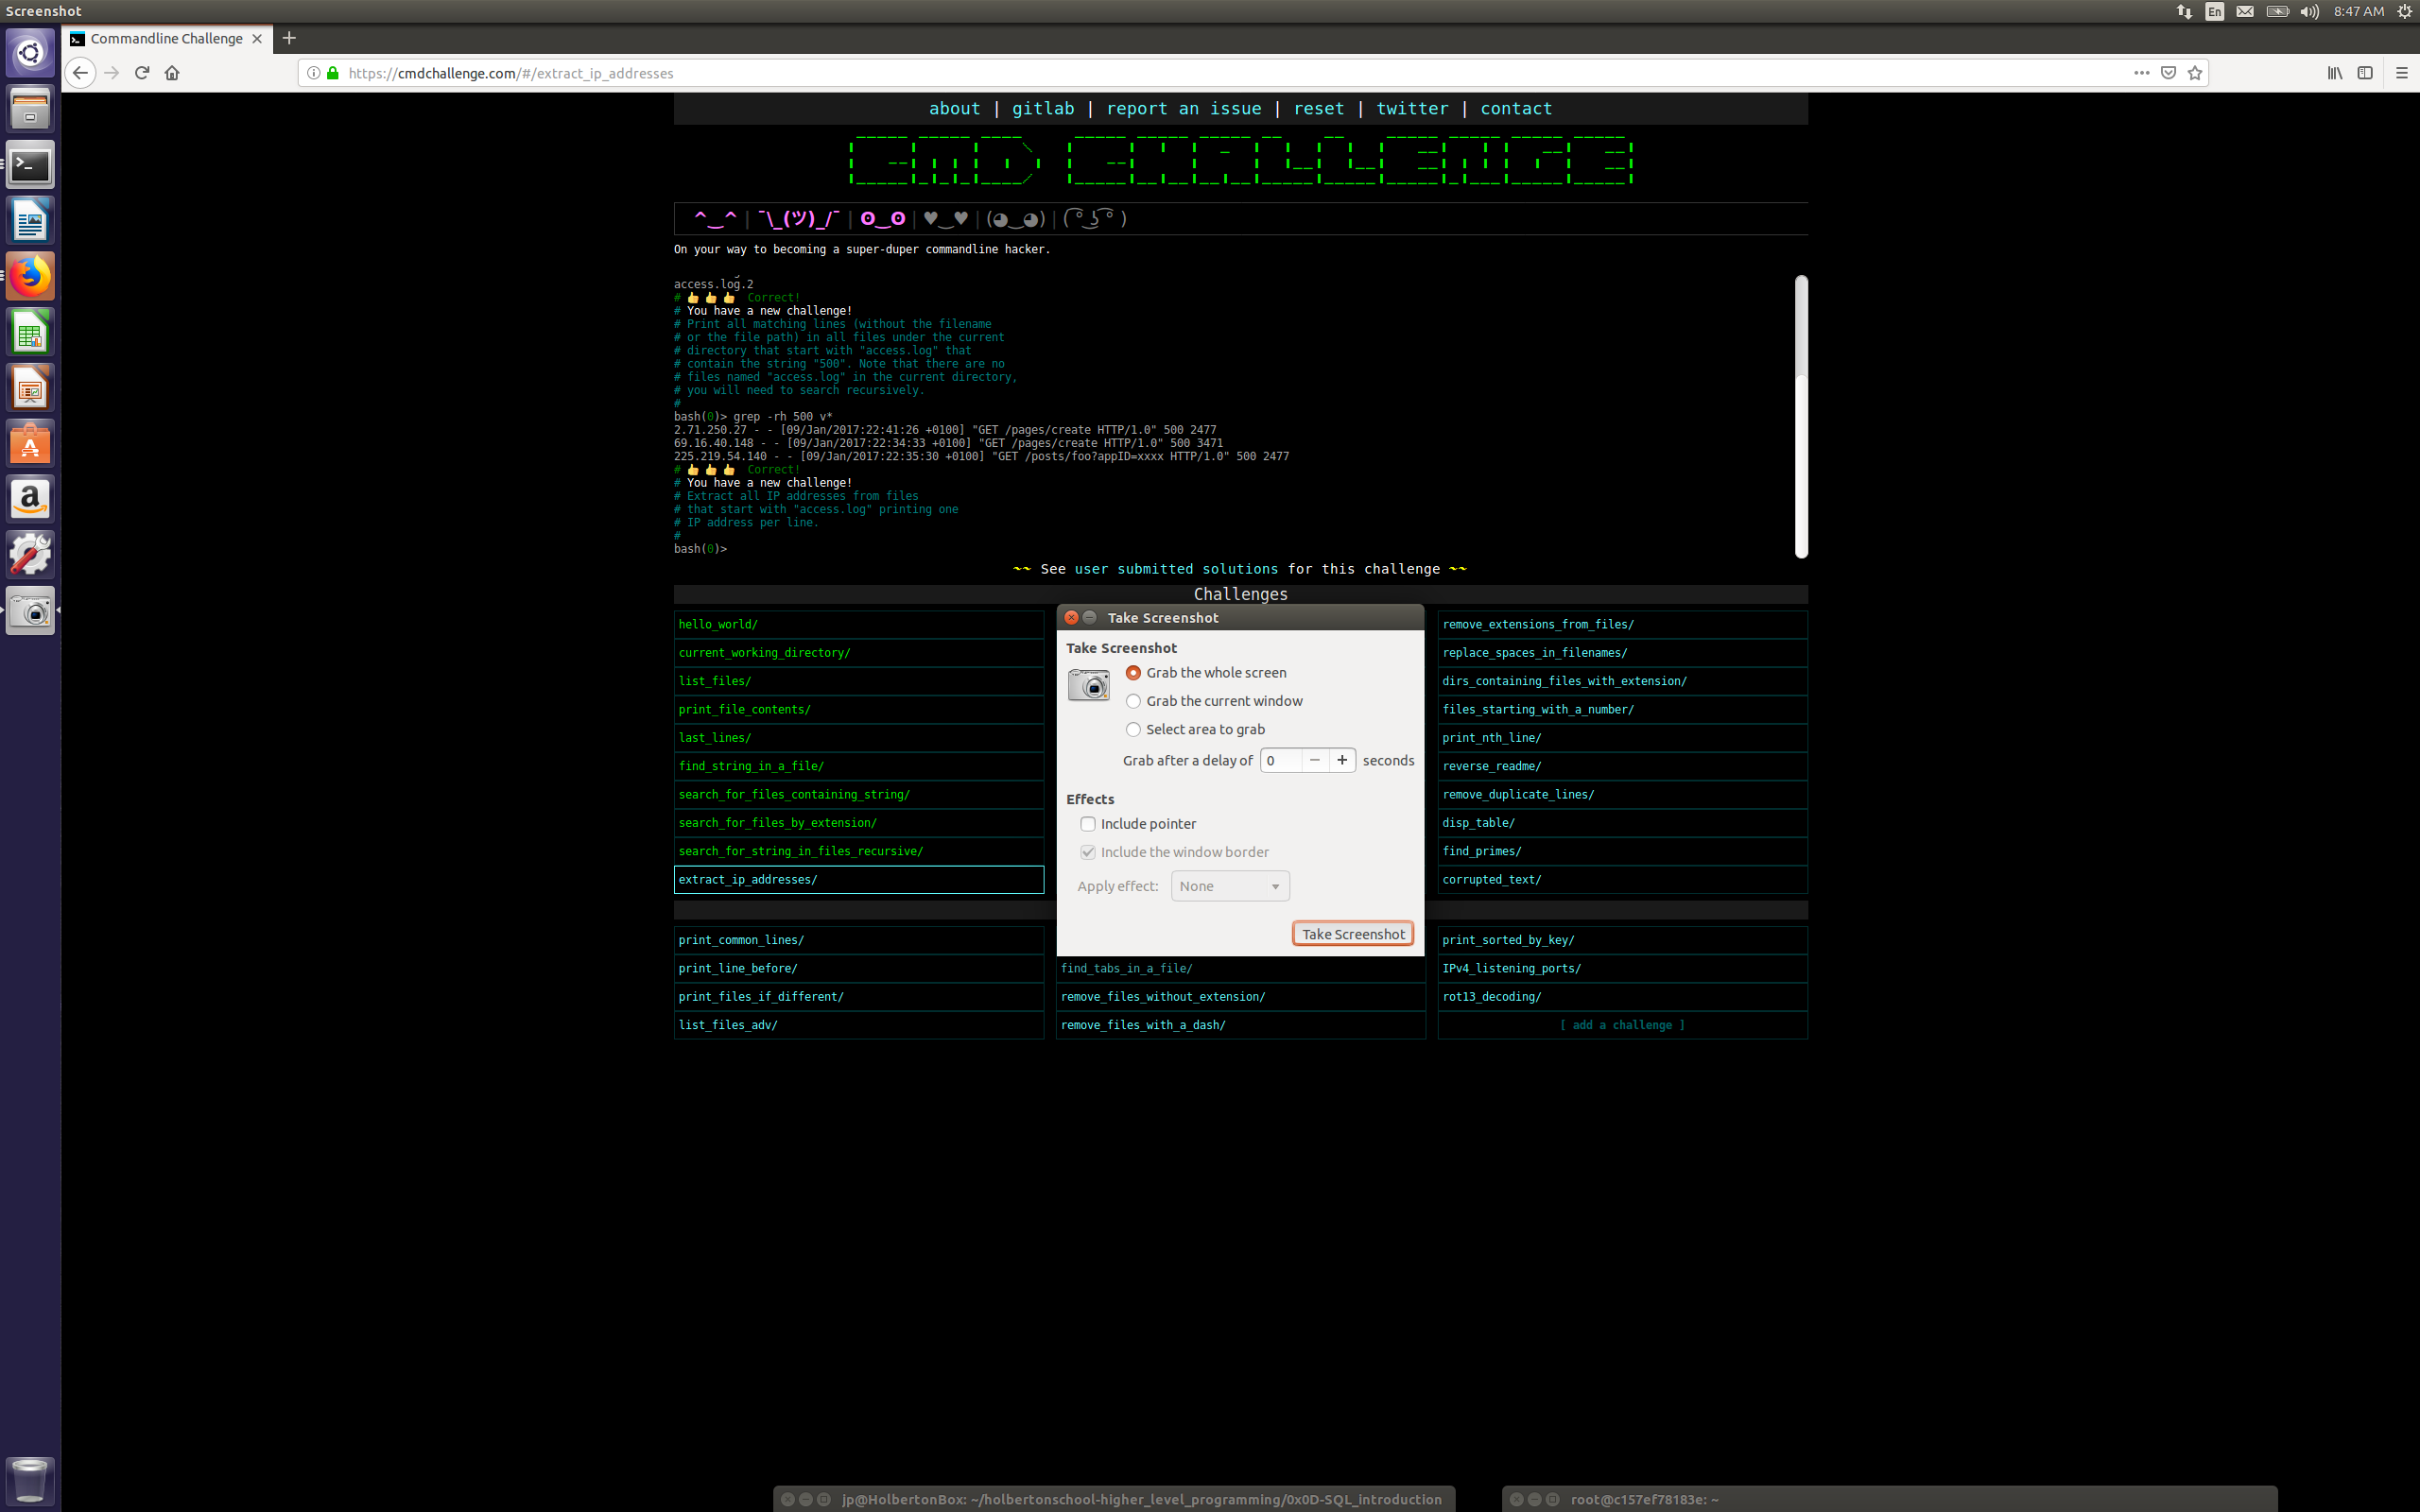 Screenshot
En
8:47 AM
Commandline Challenge
https://cmdchallenge.com/#/extract_ip_addresses
about | gitlab | report an issue | reset | twitter | contact
CMD CHALLENGE
^‿^ | ¯\_(ツ)_/¯ | ʘ‿ʘ | ♥‿♥ | (◕‿◕) | ( ͡° ͜ʖ ͡° )
On your way to becoming a super-duper commandline hacker.
access.log.2
# 👍 👍 👍 Correct!
# You have a new challenge!
# Print all matching lines (without the filename
# or the file path) in all files under the current
# directory that start with "access.log" that
# contain the string "500". Note that there are no
# files named "access.log" in the current directory,
# you will need to search recursively.
#
bash(0)> grep -rh 500 v*
2.71.250.27 - - [09/Jan/2017:22:41:26 +0100] "GET /pages/create HTTP/1.0" 500 2477
69.16.40.148 - - [09/Jan/2017:22:34:33 +0100] "GET /pages/create HTTP/1.0" 500 3471
225.219.54.140 - - [09/Jan/2017:22:35:30 +0100] "GET /posts/foo?appID=xxxx HTTP/1.0" 500 2477
# 👍 👍 👍 Correct!
# You have a new challenge!
# Extract all IP addresses from files
# that start with "access.log" printing one
# IP address per line.
#
bash(0)>
~~ See user submitted solutions for this challenge ~~
Challenges
hello_world/
current_working_directory/
list_files/
print_file_contents/
last_lines/
find_string_in_a_file/
search_for_files_containing_string/
search_for_files_by_extension/
search_for_string_in_files_recursive/
extract_ip_addresses/
Take Screenshot
Take Screenshot
Grab the whole screen
Grab the current window
Select area to grab
Grab after a delay of 0 − + seconds
Effects
Include pointer
Include the window border
Apply effect: None
Take Screenshot
remove_extensions_from_files/
replace_spaces_in_filenames/
dirs_containing_files_with_extension/
files_starting_with_a_number/
print_nth_line/
reverse_readme/
remove_duplicate_lines/
disp_table/
find_primes/
corrupted_text/
print_common_lines/
print_line_before/
print_files_if_different/
list_files_adv/
find_tabs_in_a_file/
remove_files_without_extension/
remove_files_with_a_dash/
print_sorted_by_key/
IPv4_listening_ports/
rot13_decoding/
[ add a challenge ]
jp@HolbertonBox: ~/holbertonschool-higher_level_programming/0x0D-SQL_introduction
root@c157ef78183e: ~